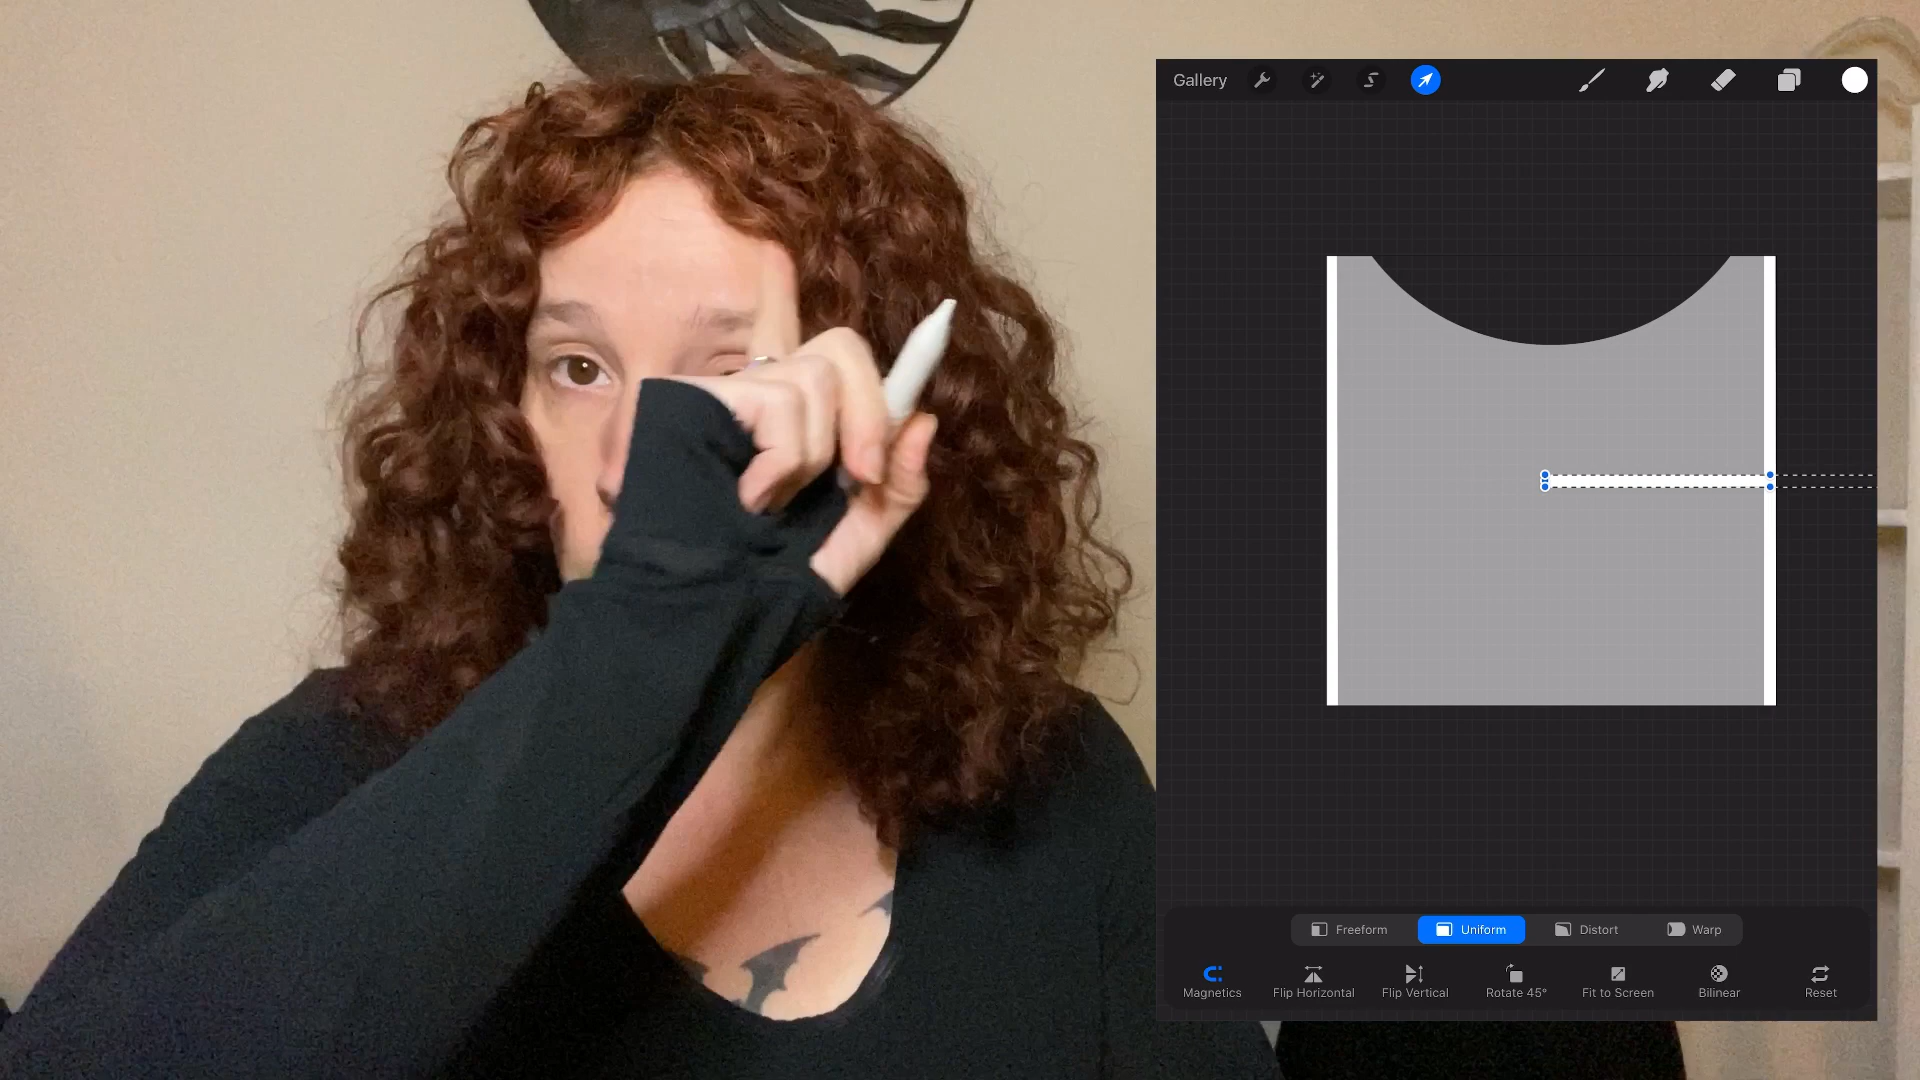 Gallery
Freeform Uniform Distort Warp
Magnetics Flip Horizontal Flip Vertical Rotate 45° Fit to Screen Bilinear Reset